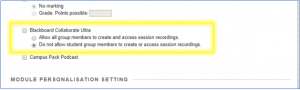 No marking
Grade: Points possible
Blackboard Collaborate Ultra
Allow all group members to create and access session recordings.
Do not allow student group members to create or access session recordings.
Campus Pack Podcast
MODULE PERSONALISATION SETTING